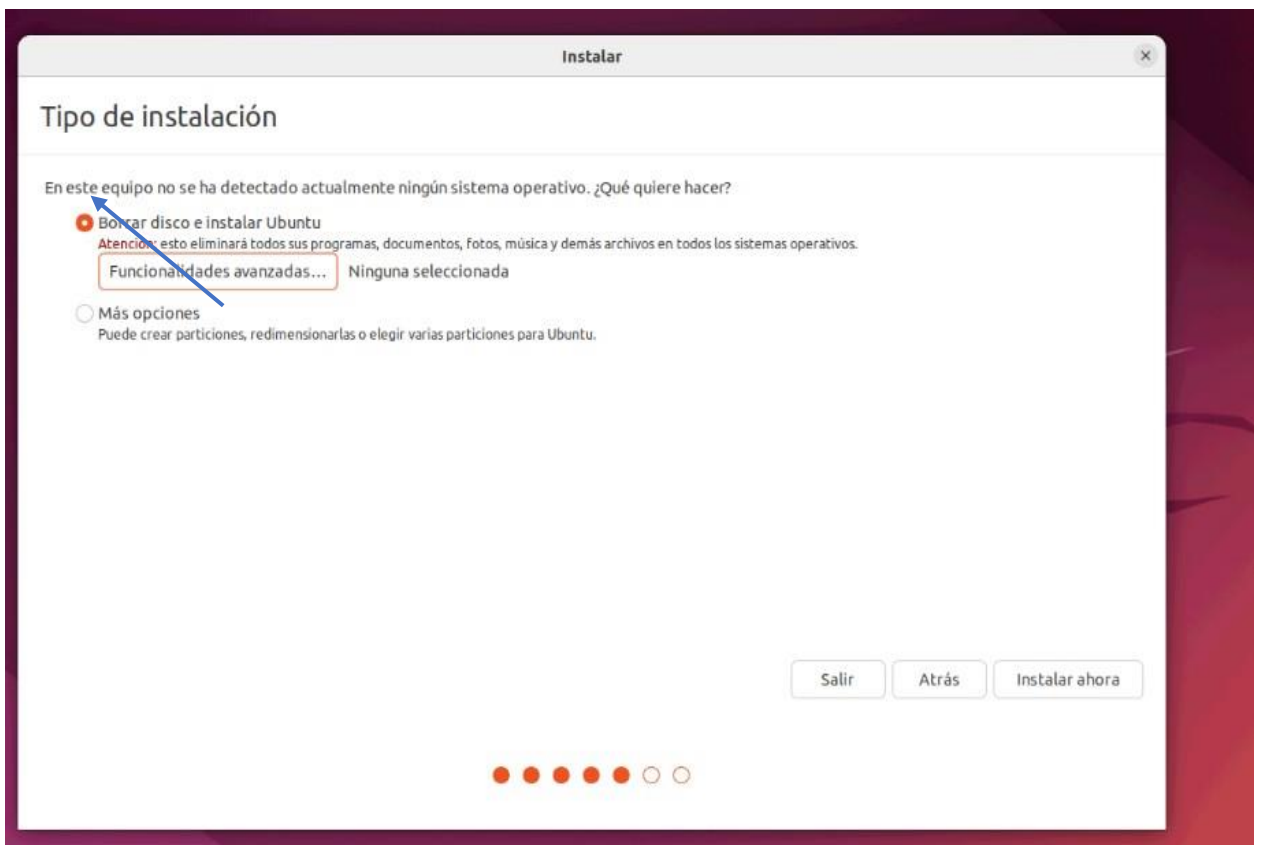 Instalar
Tipo de instalación
En este equipo no se ha detectado actualmente ningún sistema operativo. ¿Qué quiere hacer?
Borrar disco e instalar Ubuntu
Atención: esto eliminará todos sus programas, documentos, fotos, música y demás archivos en todos los sistemas operativos.
Funcionalidades avanzadas... Ninguna seleccionada
Más opciones
Puede crear particiones, redimensionarlas o elegir varias particiones para Ubuntu.
Salir Atrás Instalar ahora